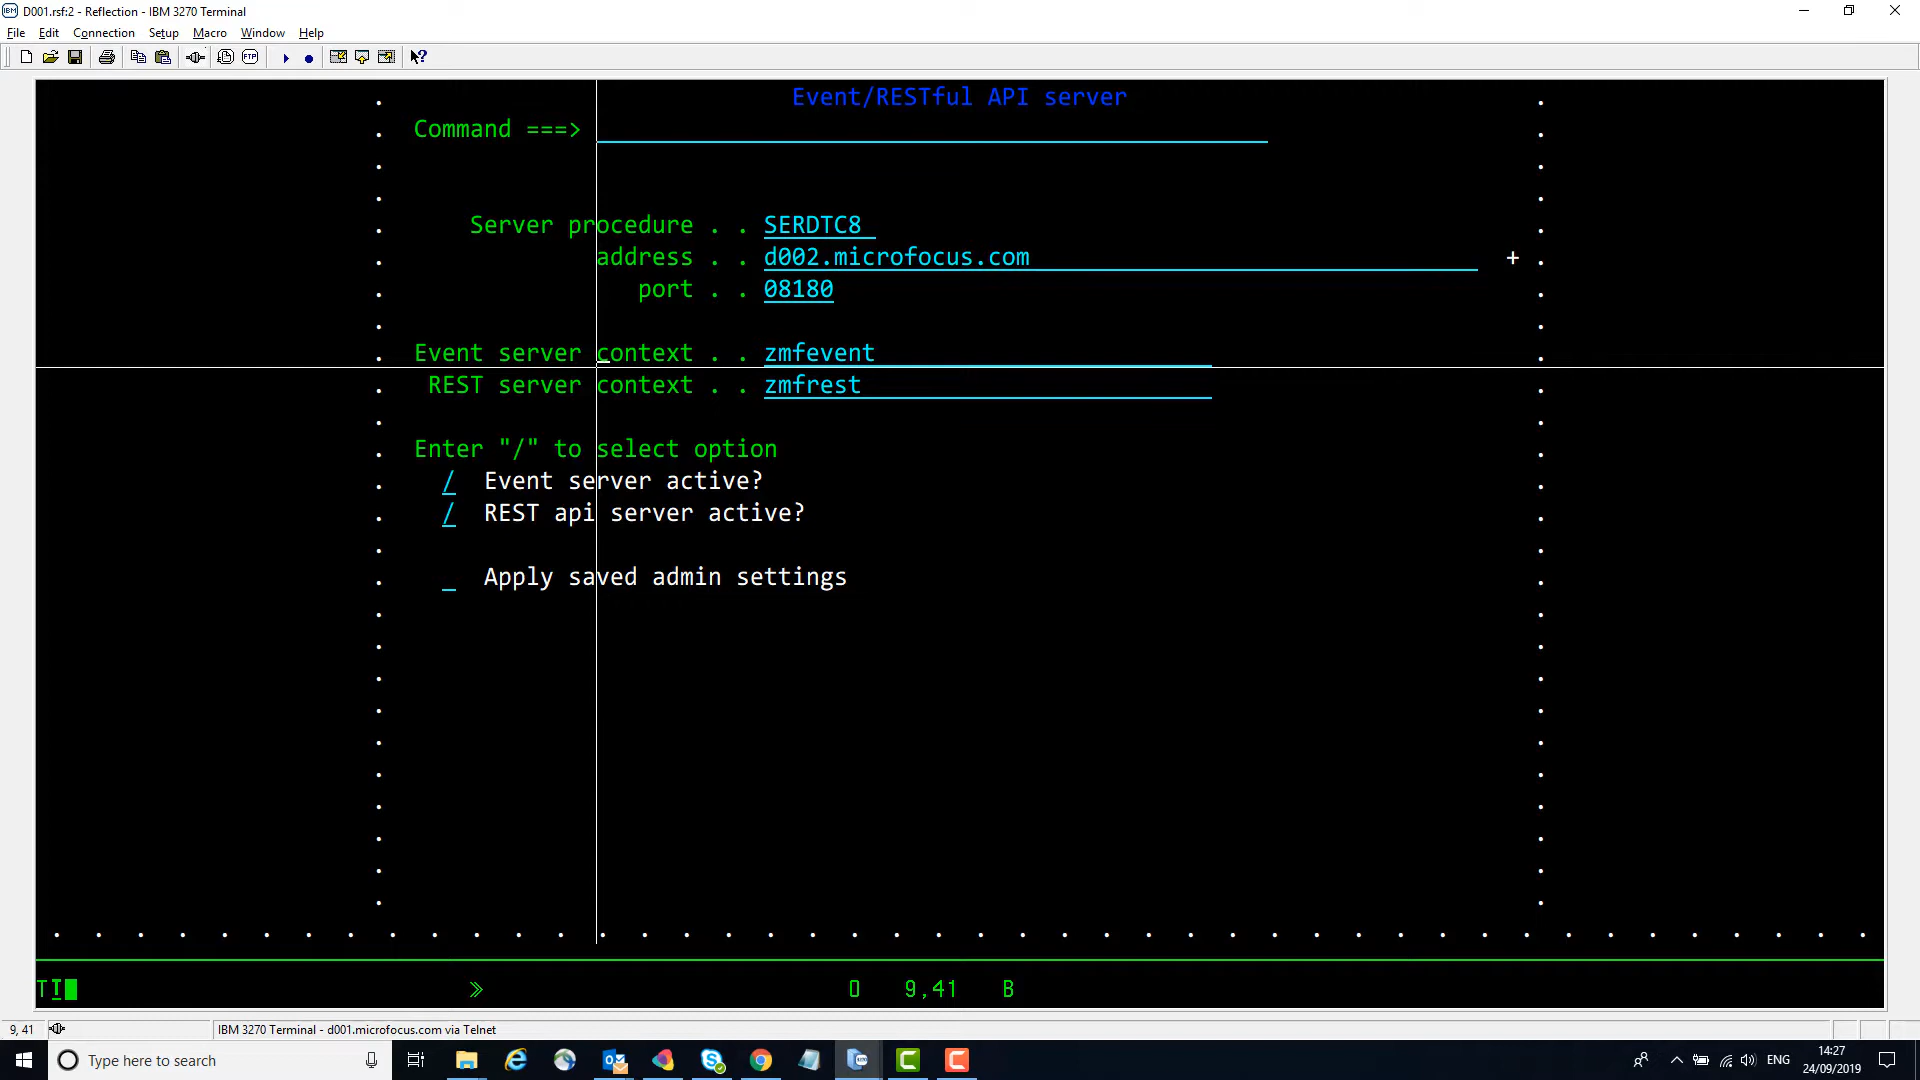 D001.rsf:2 - Reflection - IBM 3270 Terminal
File Edit Connection Setup Macro Window Help
Event/RESTful API server
Command ===>
Server procedure . . SERDTC8
address . . d002.microfocus.com +
port . . 08180
Event server context . . zmfevent
REST server context . . zmfrest
Enter "/" to select option
/ Event server active?
/ REST api server active?
_ Apply saved admin settings
O 9,41 B
9, 41 IBM 3270 Terminal - d001.microfocus.com via Telnet
Type here to search
ENG
14:27
24/09/2019